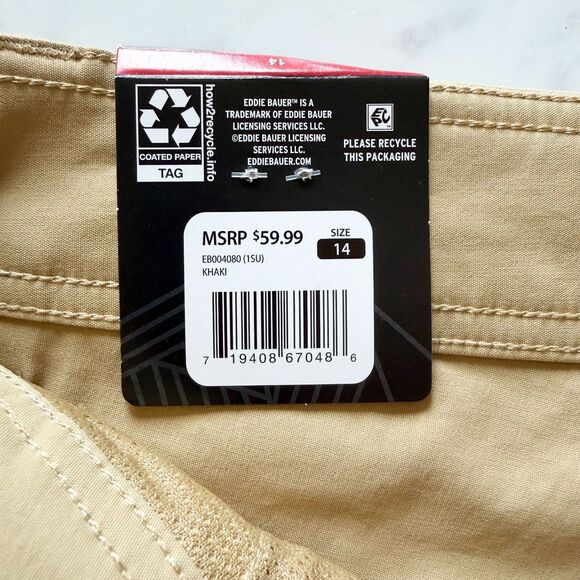 14
how2recycle.info
COATED PAPER
TAG
EDDIE BAUER™ IS A
TRADEMARK OF EDDIE BAUER
LICENSING SERVICES LLC.
©EDDIE BAUER LICENSING
SERVICES LLC.
EDDIEBAUER.COM
PLEASE RECYCLE
THIS PACKAGING
MSRP $59.99
EB004080 (1SU)
KHAKI
SIZE
14
7 19408 67048 6